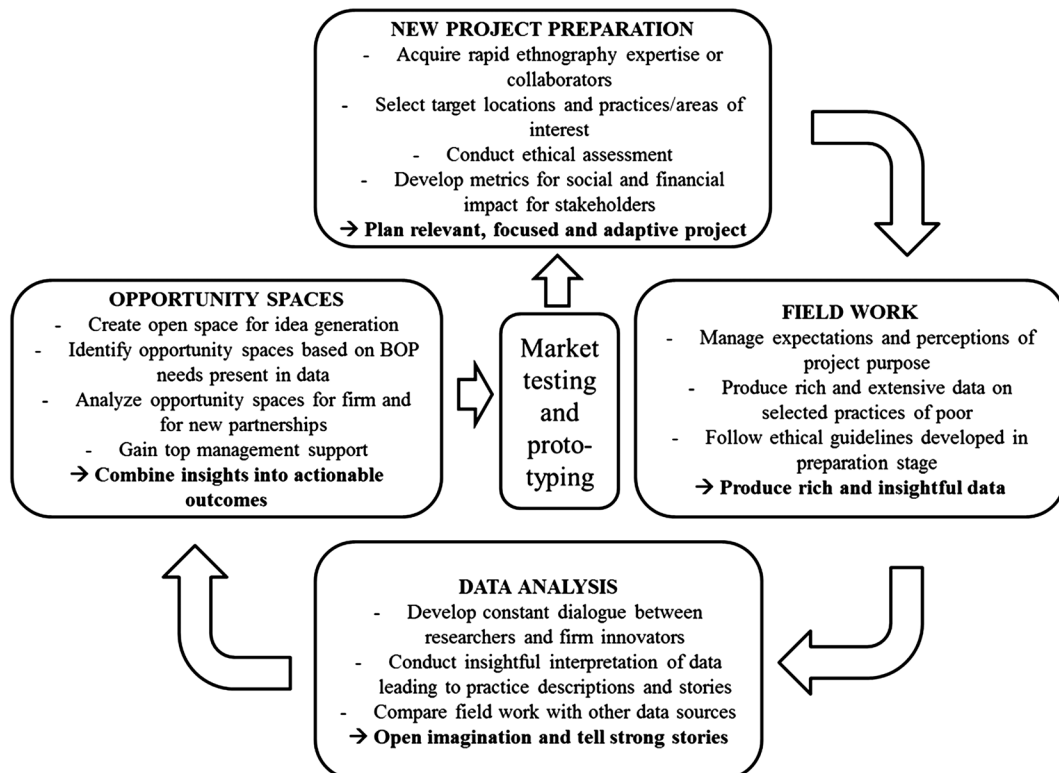 NEW PROJECT PREPARATION
- Acquire rapid ethnography expertise or
collaborators
- Select target locations and practices/areas of
interest
- Conduct ethical assessment
- Develop metrics for social and financial
impact for stakeholders
→ Plan relevant, focused and adaptive project
OPPORTUNITY SPACES
- Create open space for idea generation
- Identify opportunity spaces based on BOP
needs present in data
- Analyze opportunity spaces for firm and
for new partnerships
- Gain top management support
→ Combine insights into actionable
outcomes
Market
testing
and
proto-
typing
FIELD WORK
- Manage expectations and perceptions of
project purpose
- Produce rich and extensive data on
selected practices of poor
- Follow ethical guidelines developed in
preparation stage
→ Produce rich and insightful data
DATA ANALYSIS
- Develop constant dialogue between
researchers and firm innovators
- Conduct insightful interpretation of data
leading to practice descriptions and stories
- Compare field work with other data sources
→ Open imagination and tell strong stories